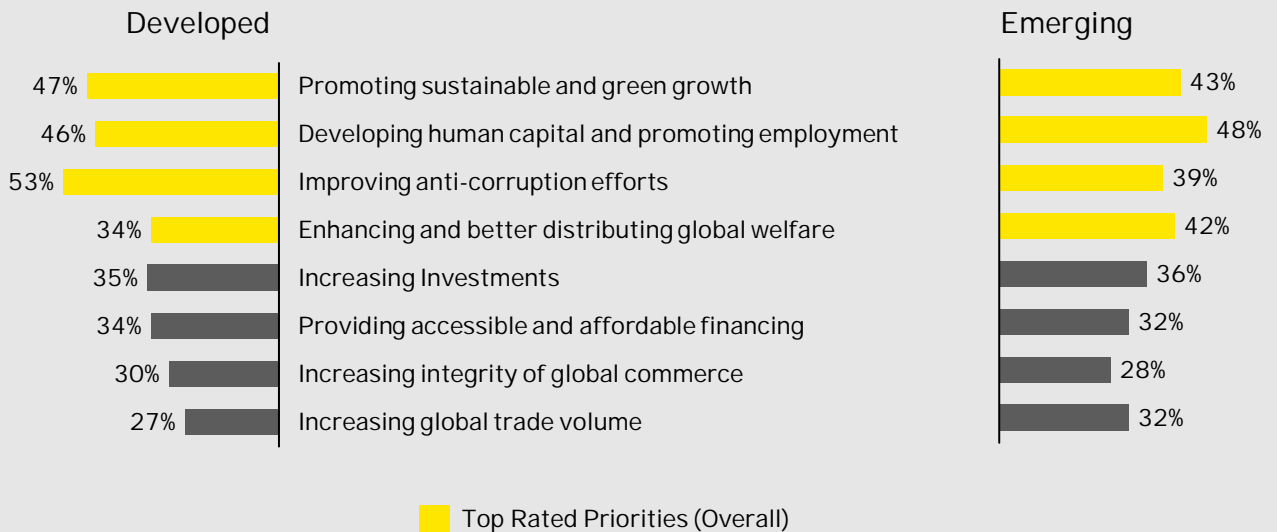 Developed Emerging
47% Promoting sustainable and green growth 43%
46% Developing human capital and promoting employment 48%
53% Improving anti-corruption efforts 39%
34% Enhancing and better distributing global welfare 42%
35% Increasing Investments 36%
34% Providing accessible and affordable financing 32%
30% Increasing integrity of global commerce 28%
27% Increasing global trade volume 32%
Top Rated Priorities (Overall)